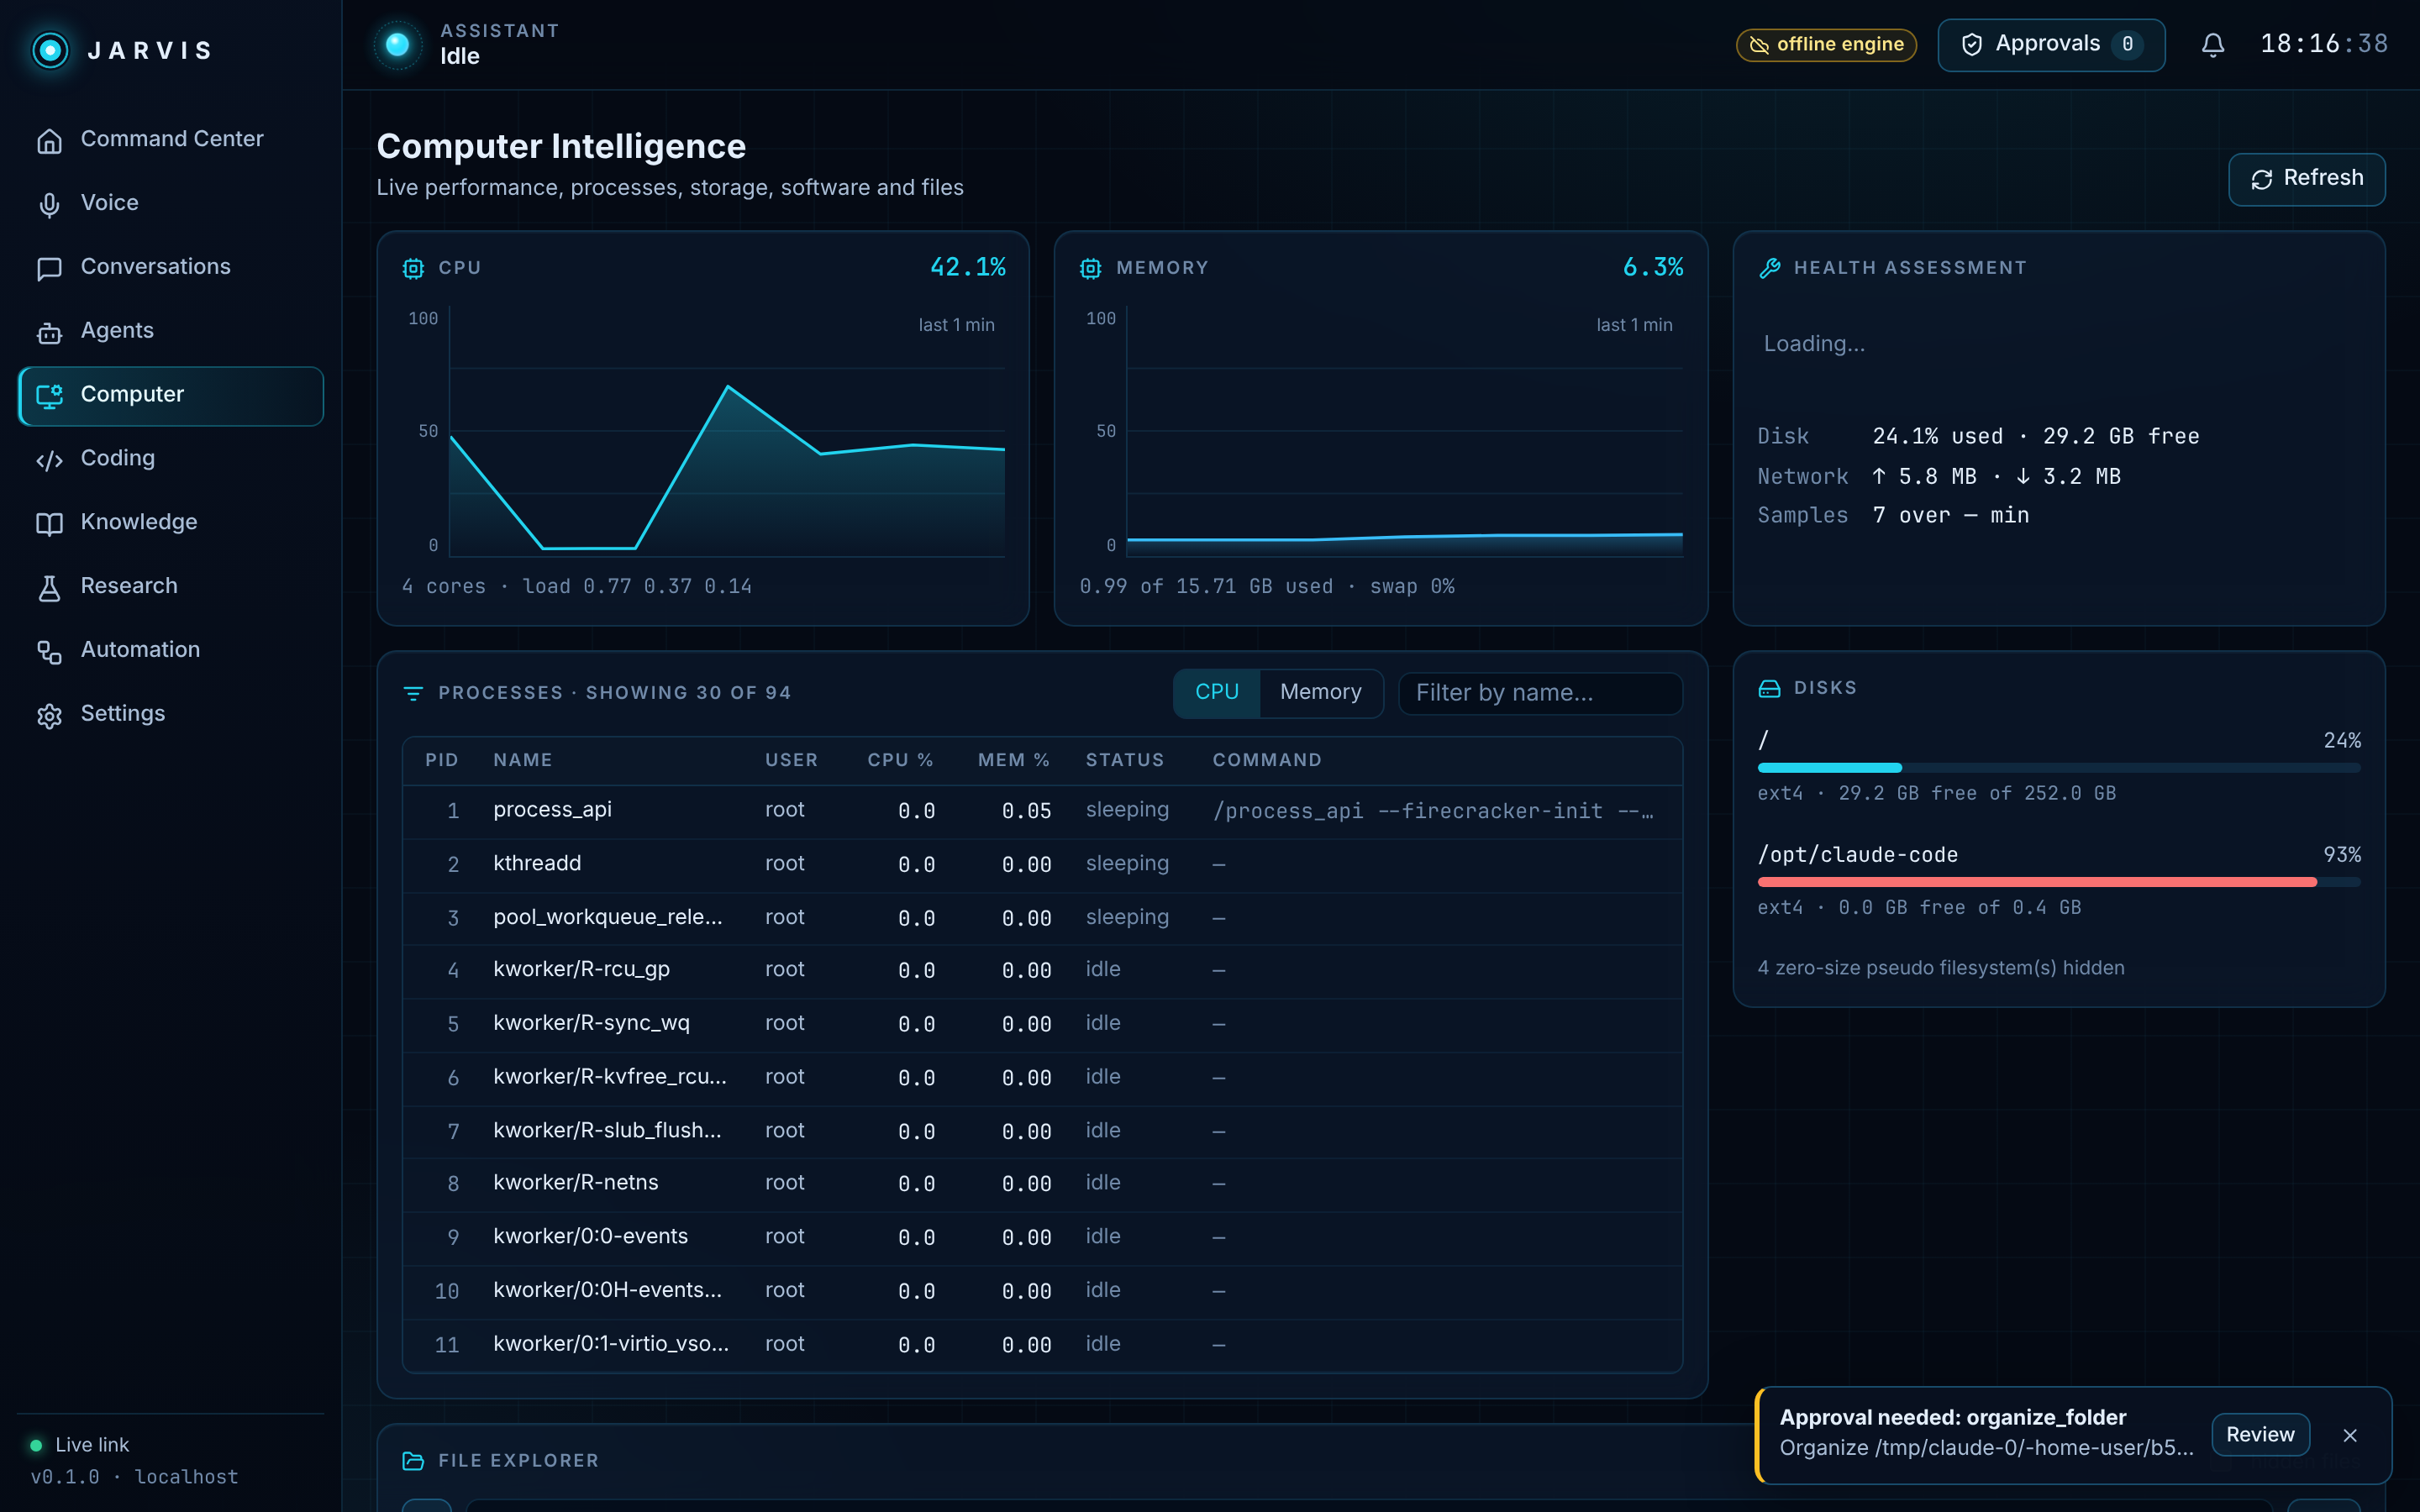 JARVIS
Command Center
Voice
Conversations
Agents
Computer
Coding
Knowledge
Research
Automation
Settings
Live link
v0.1.0 · localhost
ASSISTANT
Idle
offline engine
Approvals 0
18:16:38
Computer Intelligence
Live performance, processes, storage, software and files
Refresh
CPU
42.1%
100
last 1 min
50
0
4 cores · load 0.77 0.37 0.14
MEMORY
6.3%
100
last 1 min
50
0
0.99 of 15.71 GB used · swap 0%
HEALTH ASSESSMENT
Loading...
Disk 24.1% used · 29.2 GB free
Network ↑ 5.8 MB · ↓ 3.2 MB
Samples 7 over — min
PROCESSES · SHOWING 30 OF 94
CPU Memory
Filter by name...
PID NAME USER CPU % MEM % STATUS COMMAND
1 process_api root 0.0 0.05 sleeping /process_api --firecracker-init --…
2 kthreadd root 0.0 0.00 sleeping —
3 pool_workqueue_rele... root 0.0 0.00 sleeping —
4 kworker/R-rcu_gp root 0.0 0.00 idle —
5 kworker/R-sync_wq root 0.0 0.00 idle —
6 kworker/R-kvfree_rcu... root 0.0 0.00 idle —
7 kworker/R-slub_flush... root 0.0 0.00 idle —
8 kworker/R-netns root 0.0 0.00 idle —
9 kworker/0:0-events root 0.0 0.00 idle —
10 kworker/0:0H-events... root 0.0 0.00 idle —
11 kworker/0:1-virtio_vso... root 0.0 0.00 idle —
DISKS
/ 24%
ext4 · 29.2 GB free of 252.0 GB
/opt/claude-code 93%
ext4 · 0.0 GB free of 0.4 GB
4 zero-size pseudo filesystem(s) hidden
FILE EXPLORER
Approval needed: organize_folder
Organize /tmp/claude-0/-home-user/b5...
Review